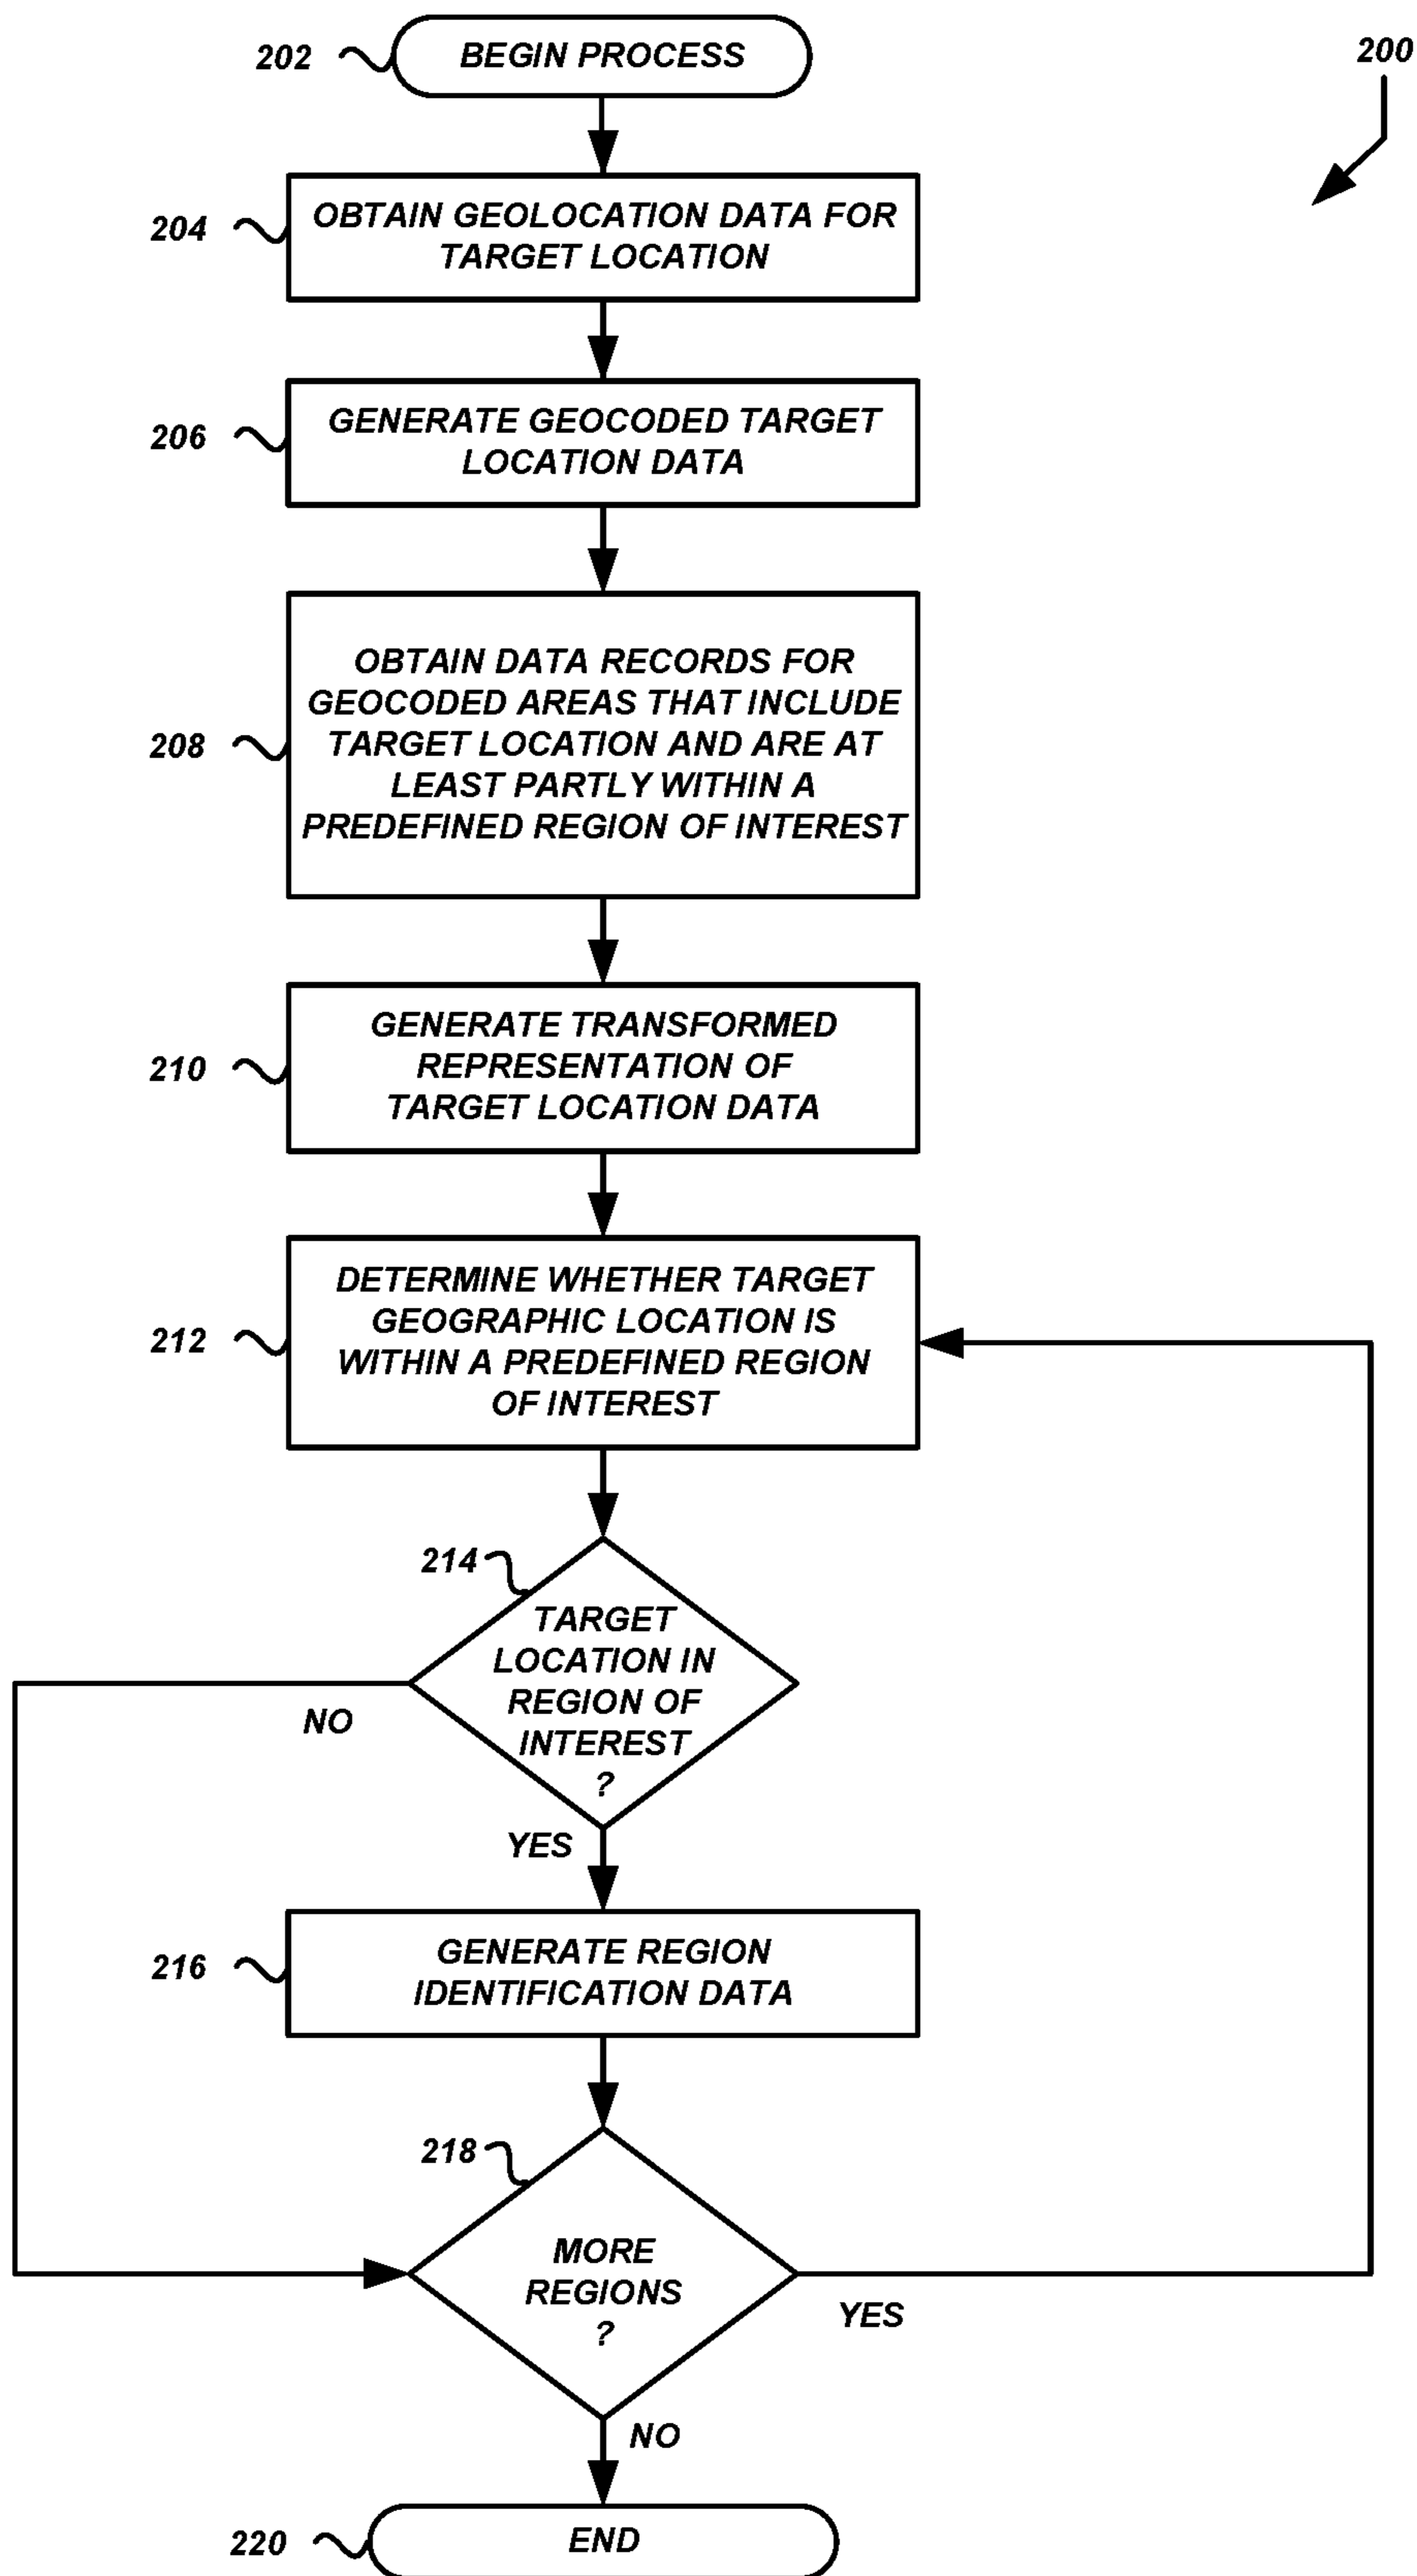 202
BEGIN PROCESS
200
204
OBTAIN GEOLOCATION DATA FOR
TARGET LOCATION
206
GENERATE GEOCODED TARGET
LOCATION DATA
208
OBTAIN DATA RECORDS FOR
GEOCODED AREAS THAT INCLUDE
TARGET LOCATION AND ARE AT
LEAST PARTLY WITHIN A
PREDEFINED REGION OF INTEREST
210
GENERATE TRANSFORMED
REPRESENTATION OF
TARGET LOCATION DATA
212
DETERMINE WHETHER TARGET
GEOGRAPHIC LOCATION IS
WITHIN A PREDEFINED REGION
OF INTEREST
214
TARGET
LOCATION IN
REGION OF
INTEREST
?
NO
YES
216
GENERATE REGION
IDENTIFICATION DATA
218
MORE
REGIONS
?
YES
NO
220
END